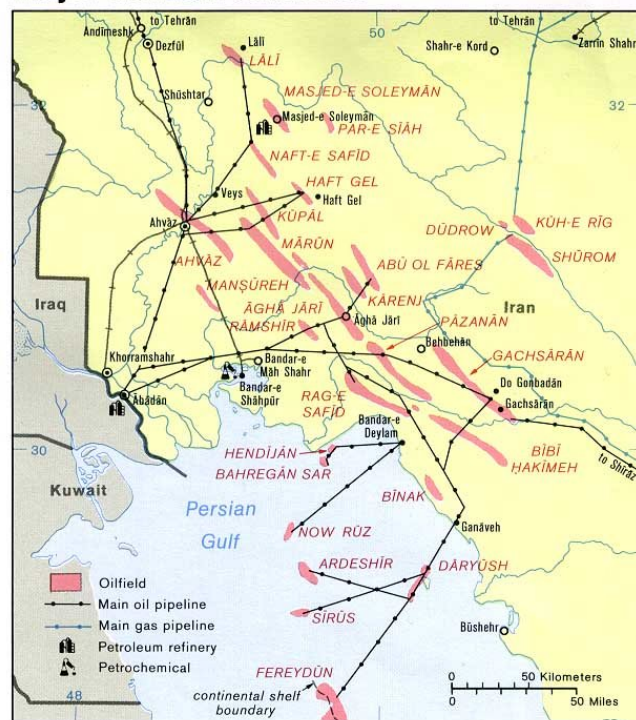 to Tehrān
Andīmeshk
Dezfūl
Lālī
LĀLĪ
50
to Tehrān
Shahr-e Kord
Zarrīn Shahr
32
Shūshtar
MASJED-E SOLEYMĀN
Masjed-e Soleymān
PAR-E SĪĀH
32
NAFT-E SAFĪD
Veys
HAFT GEL
Haft Gel
KŪPĀL
Ahvāz
MĀRŪN
DŪDROW
KŪH-E RĪG
AHVĀZ
SHŪROM
MANṢŪREH
ABŪ OL FĀRES
Iraq
ĀGHĀ JĀRĪ
KĀRENJ
Iran
RĀMSHĪR
Āghā Jārī
PĀZANĀN
Khorramshahr
Bandar-e
Māh Shahr
Behbehān
GACHSĀRĀN
Ābādān
Bandar-e
Shāhpūr
RAG-E
SAFĪD
Do Gonbadān
Gachsārān
Bandar-e
Deylam
30
HENDĪJĀN
BĪBĪ
ḤAKĪMEH
to Shīrāz
30
BAHREGĀN SAR
Kuwait
BĪNAK
Persian
Gulf
NOW RŪZ
Ganāveh
ARDESHĪR
DĀRYŪSH
Oilfield
Main oil pipeline
SĪRŪS
Main gas pipeline
Būshehr
Petroleum refinery
Petrochemical
FEREYDŪN
0 50 Kilometers
continental shelf
boundary
0 50 Miles
48